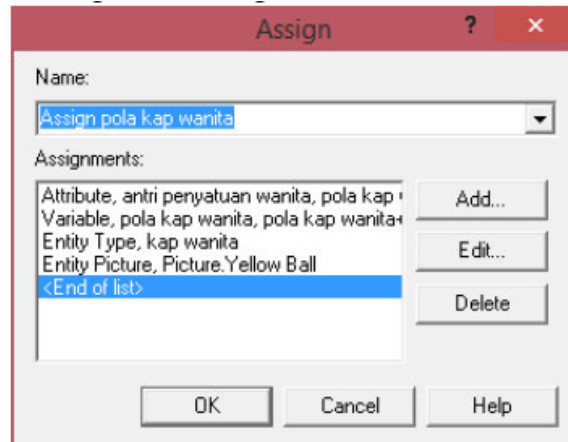 Assign
? ×
Name:
Assign pola kap wanita
Assignments:
Attribute, antri penyatuan wanita, pola kap
Variable, pola kap wanita, pola kap wanita+
Entity Type, kap wanita
Entity Picture, Picture.Yellow Ball
<End of list>
Add...
Edit...
Delete
OK
Cancel
Help